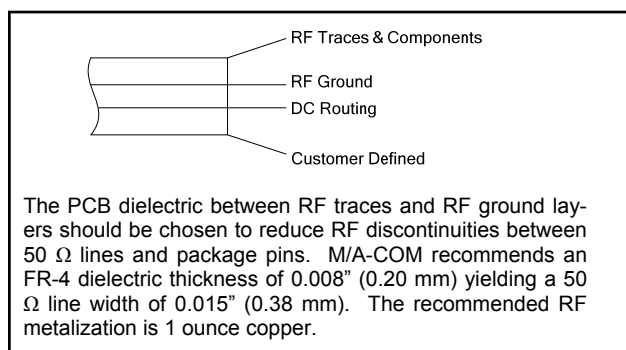 RF Traces & Components
RF Ground
DC Routing
Customer Defined
The PCB dielectric between RF traces and RF ground lay-
ers should be chosen to reduce RF discontinuities between
50 Ω lines and package pins.  M/A-COM recommends an
FR-4 dielectric thickness of 0.008” (0.20 mm) yielding a 50
Ω line width of 0.015” (0.38 mm).  The recommended RF
metalization is 1 ounce copper.